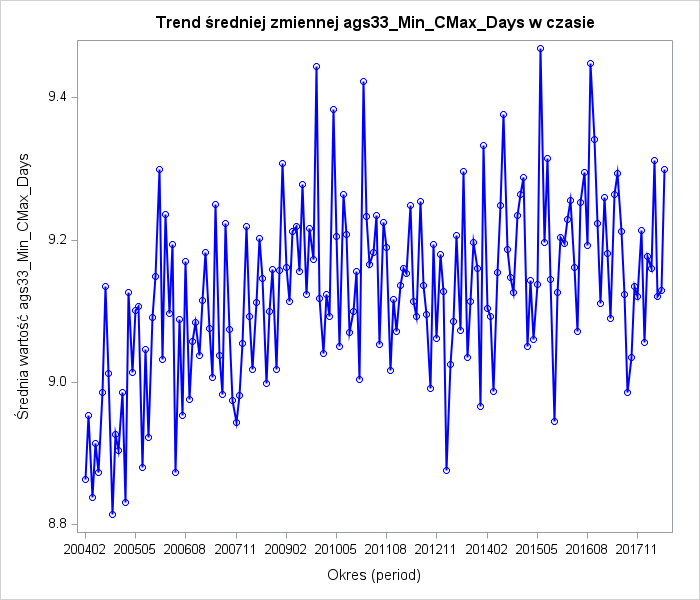 Trend średniej zmiennej ags33_Min_CMax_Days w czasie
Średnia wartość ags33_Min_CMax_Days
9.4
9.2
9.0
8.8
200402 200505 200608 200711 200902 201005 201108 201211 201402 201505 201608 201711
Okres (period)